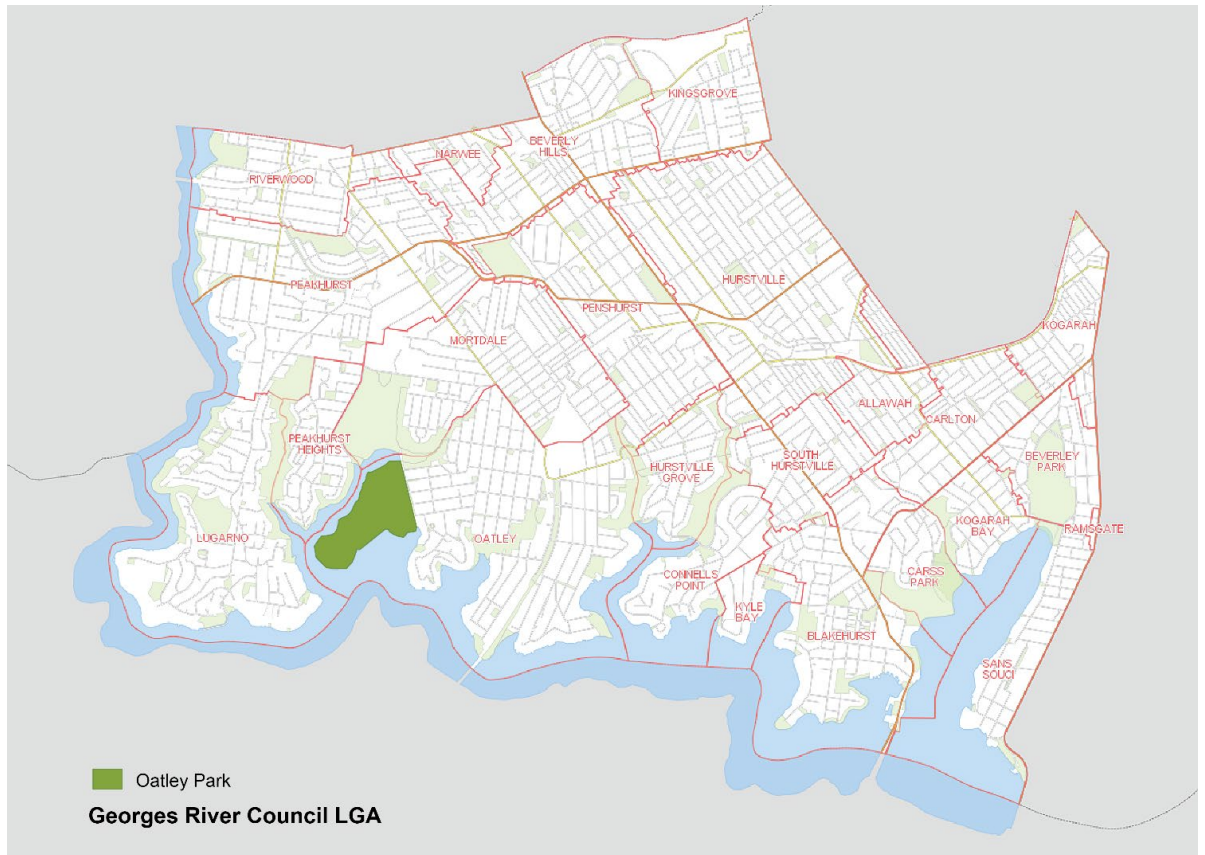 KINGSGROVE
BEVERLY
HILLS
NARWEE
RIVERWOOD
PEAKHURST
HURSTVILLE
PENSHURST
MORTDALE
KOGARAH
ALLAWAH
CARLTON
PEAKHURST
HEIGHTS
HURSTVILLE
GROVE
SOUTH
HURSTVILLE
BEVERLEY
PARK
LUGARNO
OATLEY
KOGARAH
BAY
RAMSGATE
CONNELLS
POINT
CARSS
PARK
KYLE
BAY
BLAKEHURST
SANS
SOUCI
Oatley Park
Georges River Council LGA